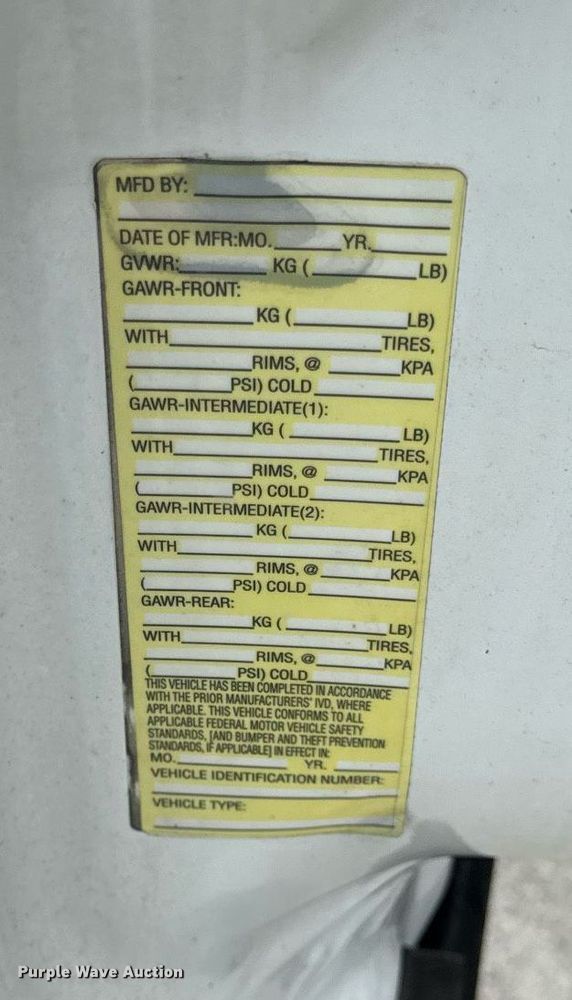 MFD BY:
DATE OF MFR:MO. YR.
GVWR: KG ( LB)
GAWR-FRONT:
KG ( LB)
WITH TIRES,
RIMS, @ KPA
( PSI) COLD
GAWR-INTERMEDIATE(1):
KG ( LB)
WITH TIRES,
RIMS, @ KPA
( PSI) COLD
GAWR-INTERMEDIATE(2):
KG ( LB)
WITH TIRES,
RIMS, @ KPA
( PSI) COLD
GAWR-REAR:
KG ( LB)
WITH TIRES,
RIMS, @ KPA
( PSI) COLD
THIS VEHICLE HAS BEEN COMPLETED IN ACCORDANCE
WITH THE PRIOR MANUFACTURERS' IVD, WHERE
APPLICABLE. THIS VEHICLE CONFORMS TO ALL
APPLICABLE FEDERAL MOTOR VEHICLE SAFETY
STANDARDS, [AND BUMPER AND THEFT PREVENTION
STANDARDS, IF APPLICABLE] IN EFFECT IN:
MO. YR.
VEHICLE IDENTIFICATION NUMBER:
VEHICLE TYPE:
Purple Wave Auction